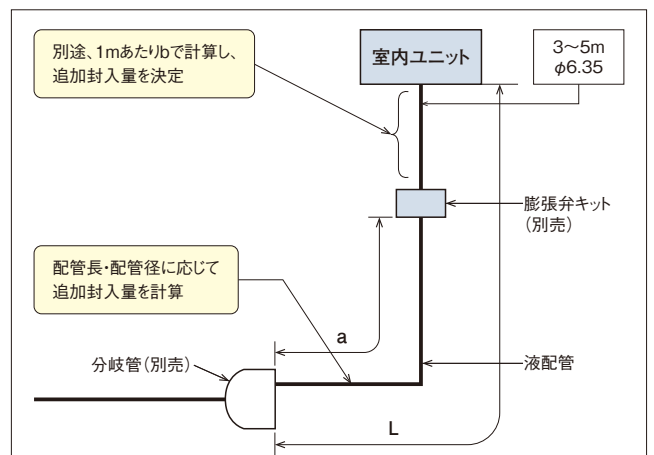 別途、1mあたりbで計算し、
追加封入量を決定
室内ユニット
3～5m
φ6.35
膨張弁キット
（別売）
配管長・配管径に応じて
追加封入量を計算
a
分岐管（別売）
液配管
L